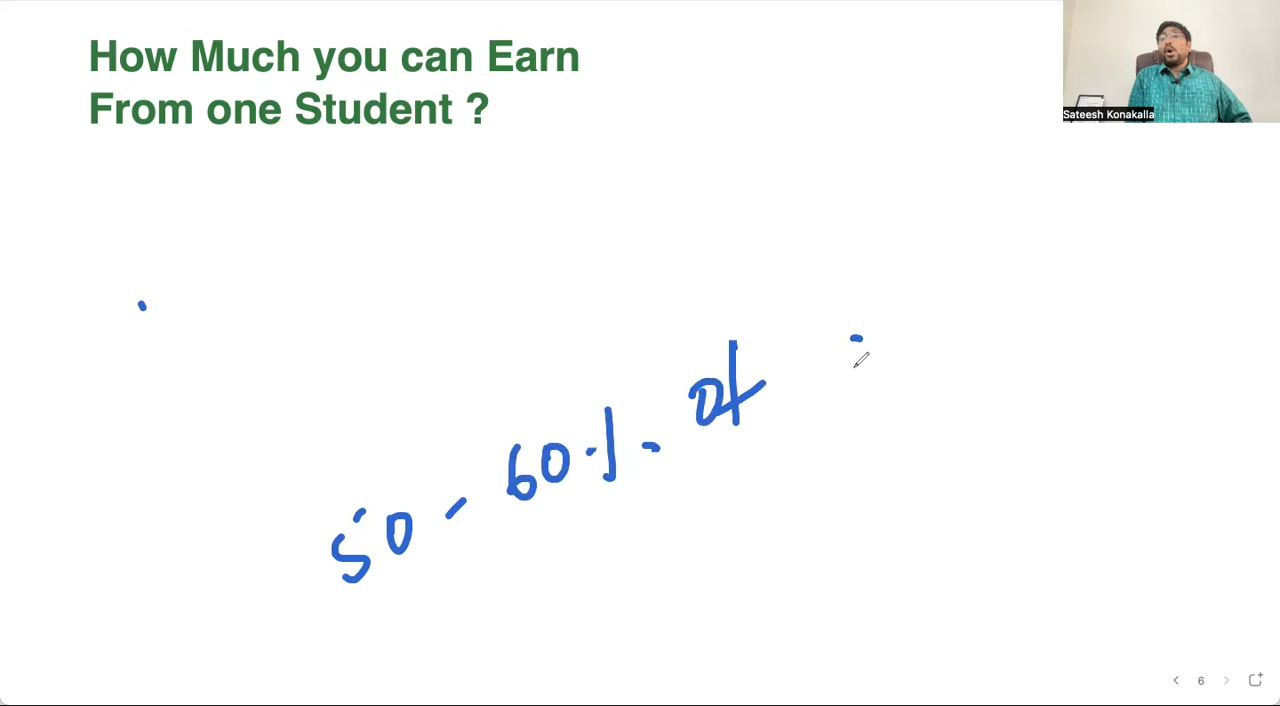 How Much you can Earn
From one Student ?
Sateesh Konakalla
50 - 60% of
6